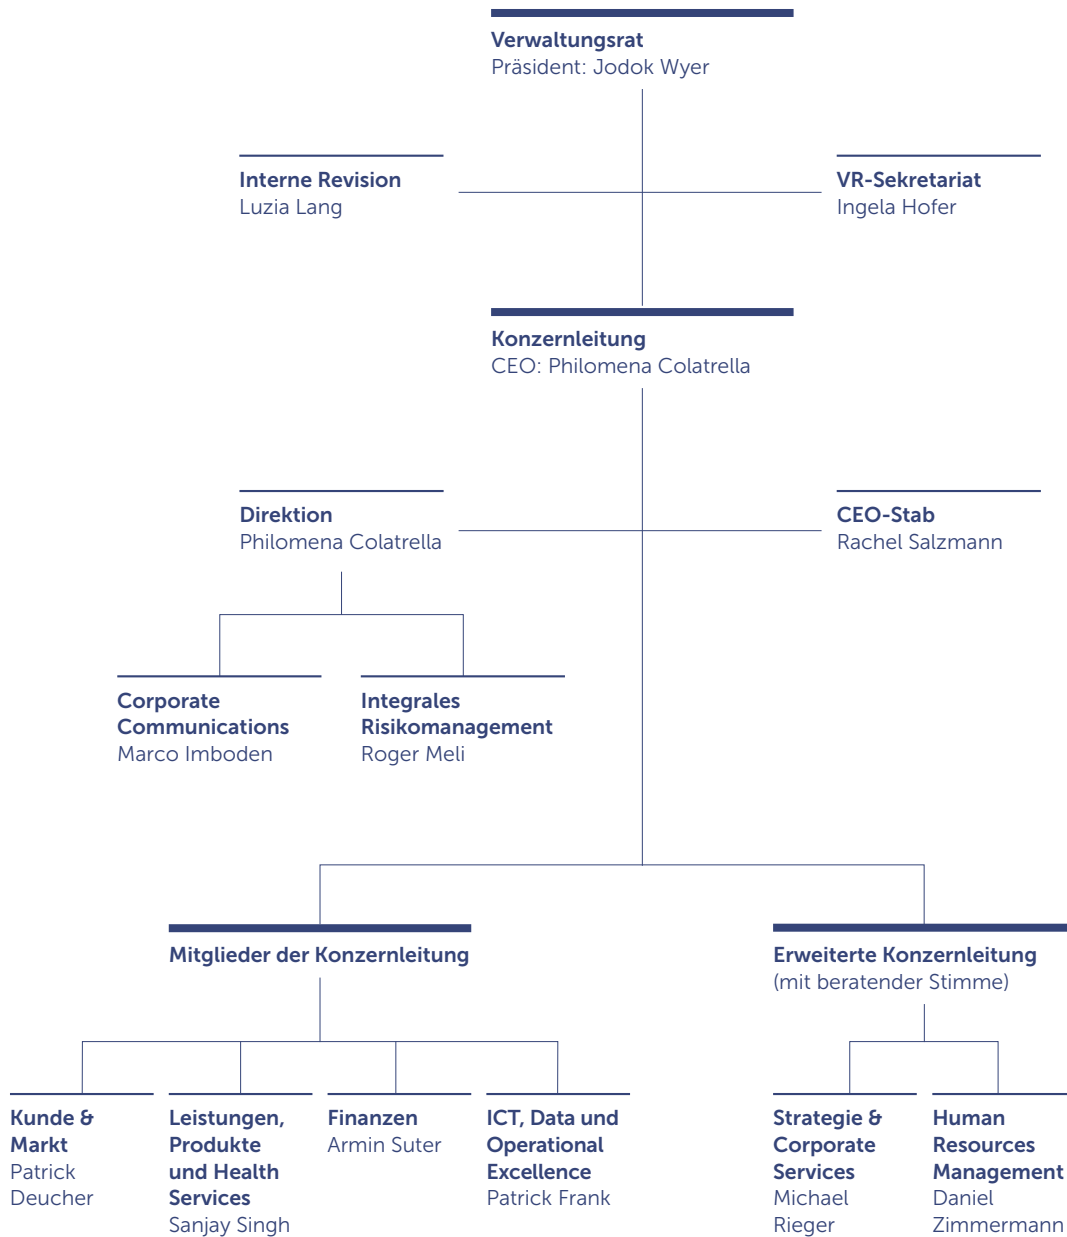 Verwaltungsrat
Präsident: Jodok Wyer
Interne Revision
Luzia Lang
VR-Sekretariat
Ingela Hofer
Konzernleitung
CEO: Philomena Colatrella
Direktion
Philomena Colatrella
CEO-Stab
Rachel Salzmann
Corporate
Communications
Marco Imboden
Integrales
Risikomanagement
Roger Meli
Mitglieder der Konzernleitung
Erweiterte Konzernleitung
(mit beratender Stimme)
Kunde &
Markt
Patrick
Deucher
Leistungen,
Produkte
und Health
Services
Sanjay Singh
Finanzen
Armin Suter
ICT, Data und
Operational
Excellence
Patrick Frank
Strategie &
Corporate
Services
Michael
Rieger
Human
Resources
Management
Daniel
Zimmermann